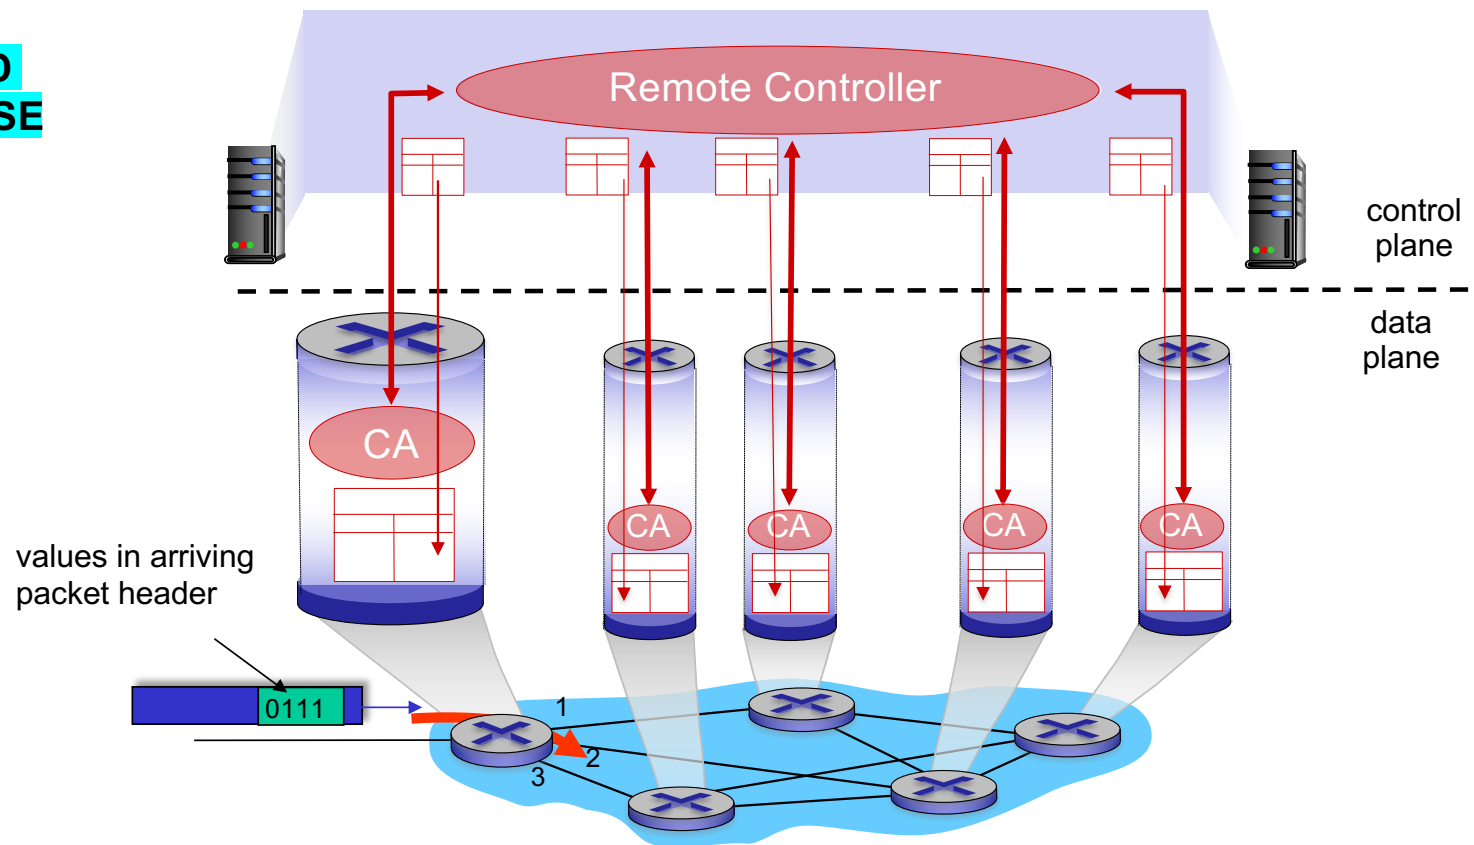 SE
Remote Controller
control
plane
data
plane
CA
CA
CA
CA
CA
values in arriving
packet header
0111
1
2
3